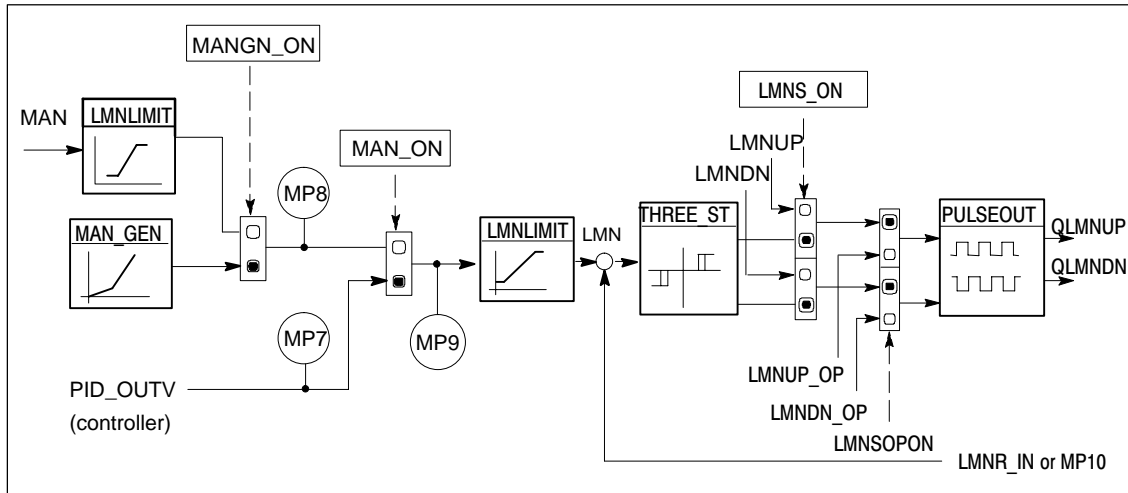 MANGN_ON
LMNS_ON
MAN
LMNLIMIT
MAN_ON
LMNUP
LMNDN
MP8
MAN_GEN
LMNLIMIT
LMN
THREE_ST
PULSEOUT
QLMNUP
QLMNDN
MP7
MP9
PID_OUTV
(controller)
LMNUP_OP
LMNDN_OP
LMNSOPON
LMNR_IN or MP10